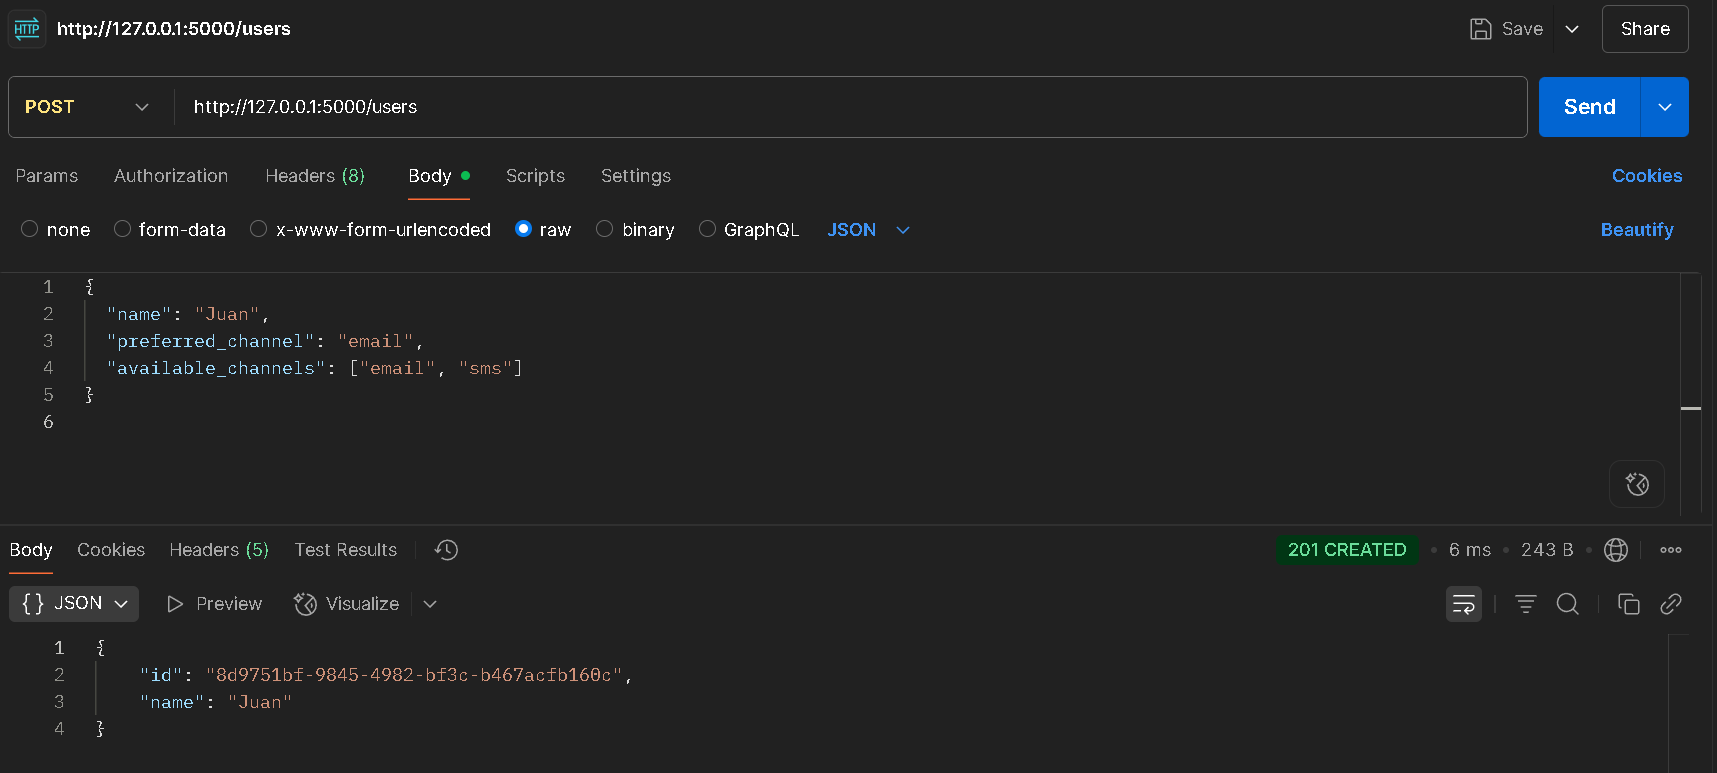 HTTP http://127.0.0.1:5000/users Save Share
POST http://127.0.0.1:5000/users Send
Params Authorization Headers (8) Body Scripts Settings Cookies
none form-data x-www-form-urlencoded raw binary GraphQL JSON Beautify
1 {
2 "name": "Juan",
3 "preferred_channel": "email",
4 "available_channels": ["email", "sms"]
5 }
6
Body Cookies Headers (5) Test Results 201 CREATED • 6 ms • 243 B •
{} JSON Preview Visualize
1 {
2 "id": "8d9751bf-9845-4982-bf3c-b467acfb160c",
3 "name": "Juan"
4 }